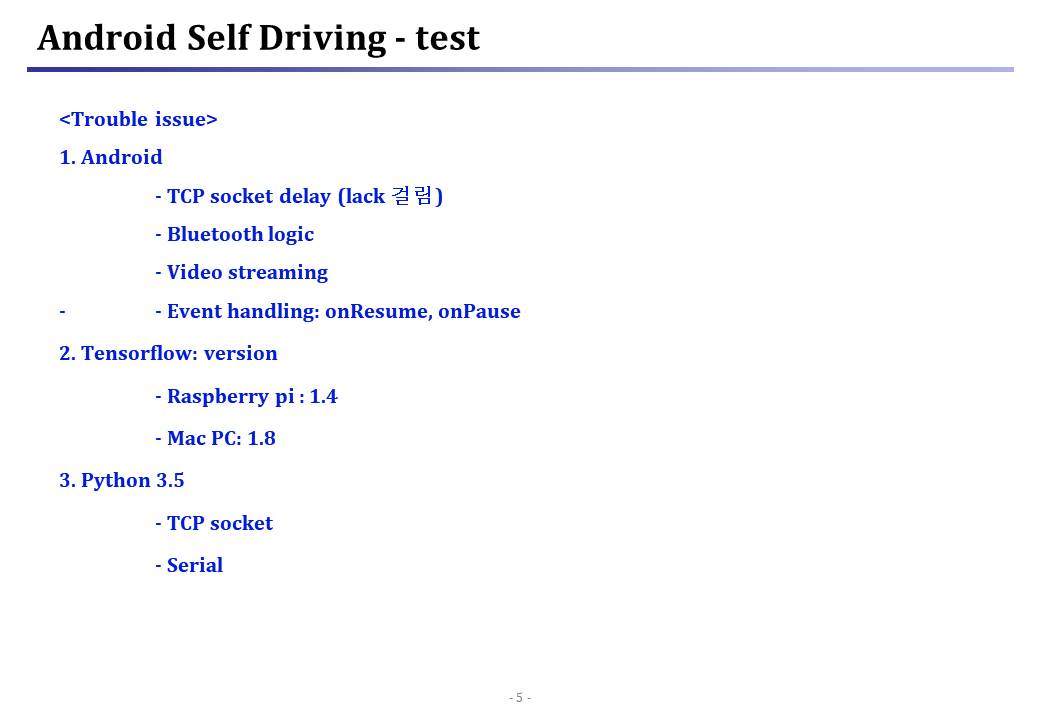 Android Self Driving - test
<Trouble issue>
1. Android
- TCP socket delay (lack 걸림)
- Bluetooth logic
- Video streaming
- - Event handling: onResume, onPause
2. Tensorflow: version
- Raspberry pi : 1.4
- Mac PC: 1.8
3. Python 3.5
- TCP socket
- Serial
- 5 -